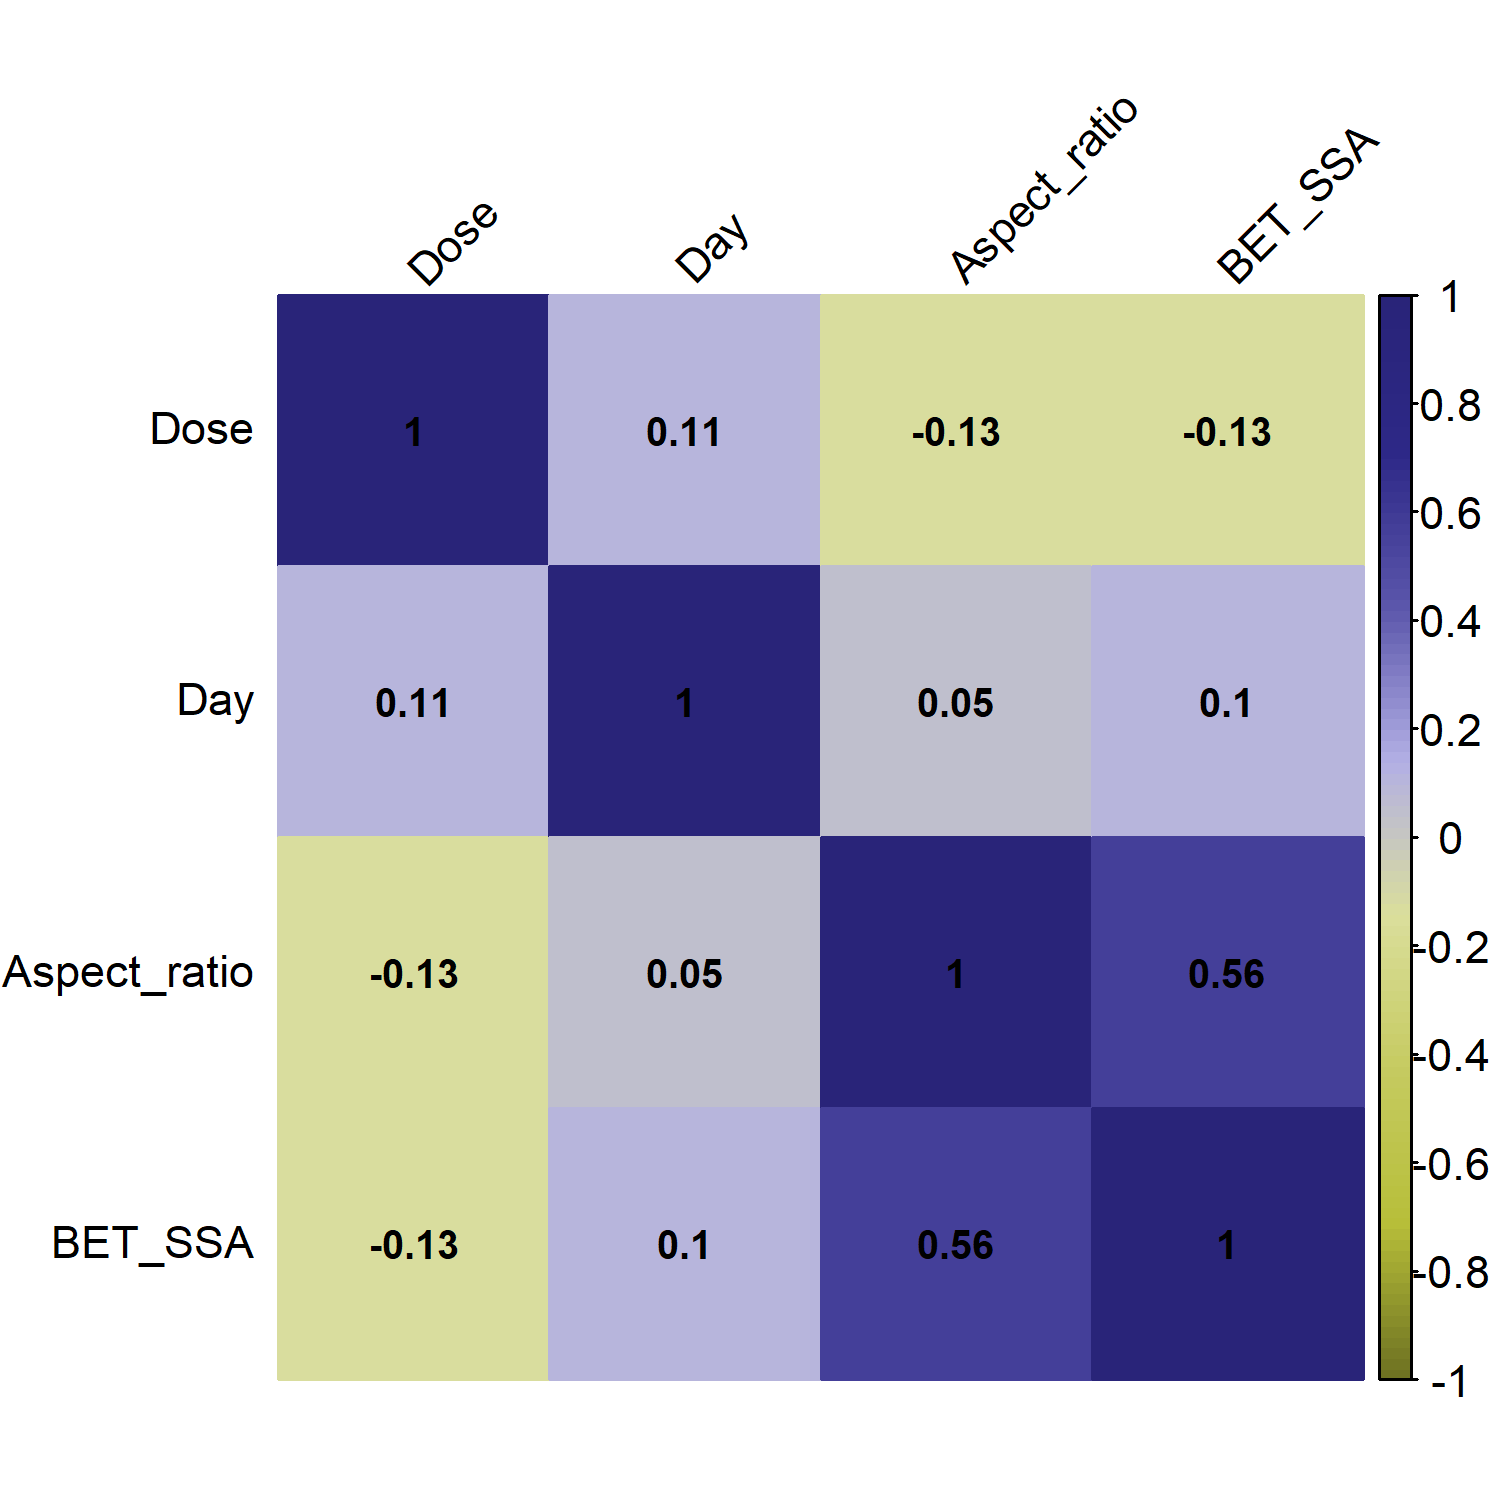 Dose Day Aspect_ratio BET_SSA
Dose 1 0.11 -0.13 -0.13
Day 0.11 1 0.05 0.1
Aspect_ratio -0.13 0.05 1 0.56
BET_SSA -0.13 0.1 0.56 1
1
0.8
0.6
0.4
0.2
0
-0.2
-0.4
-0.6
-0.8
-1